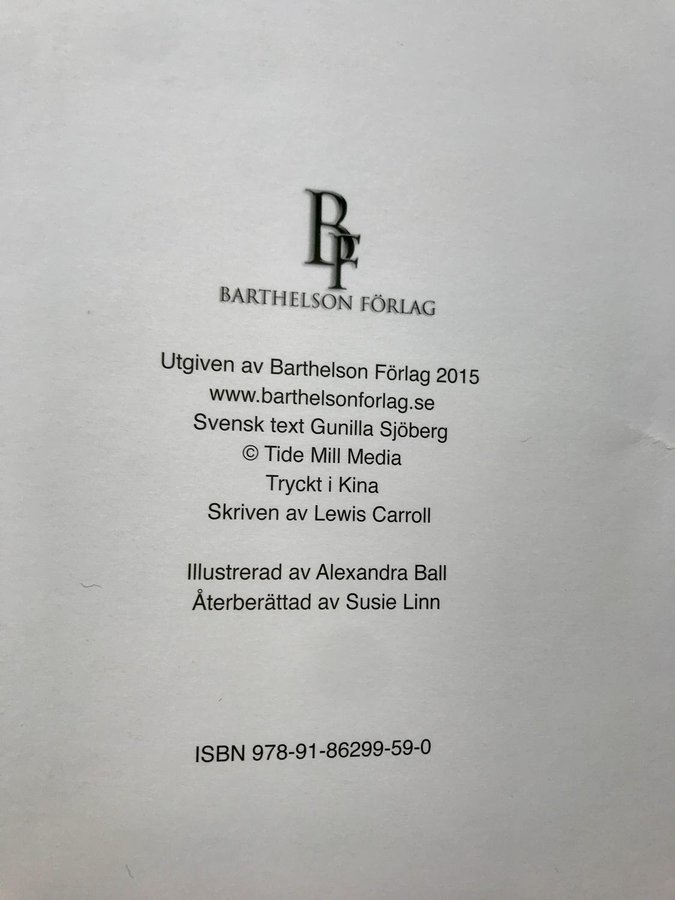 BF
BARTHELSON FÖRLAG
Utgiven av Barthelson Förlag 2015
www.barthelsonforlag.se
Svensk text Gunilla Sjöberg
© Tide Mill Media
Tryckt i Kina
Skriven av Lewis Carroll
Illustrerad av Alexandra Ball
Återberättad av Susie Linn
ISBN 978-91-86299-59-0